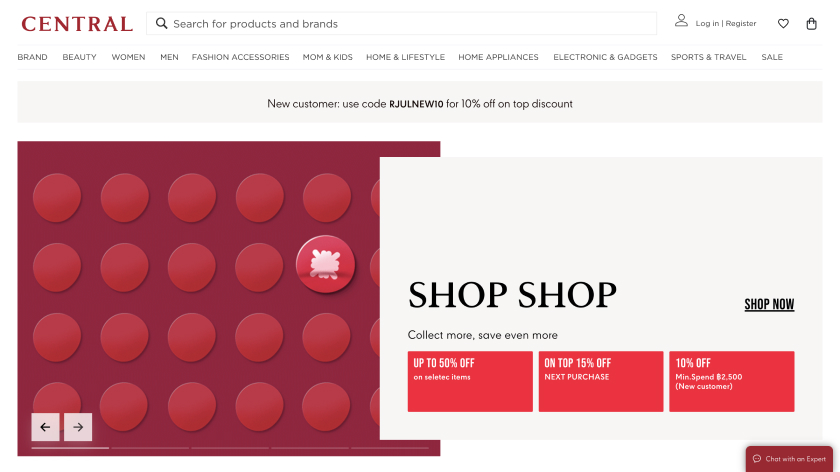 CENTRAL
Search for products and brands
Log in | Register
BRAND BEAUTY WOMEN MEN FASHION ACCESSORIES MOM & KIDS HOME & LIFESTYLE HOME APPLIANCES ELECTRONIC & GADGETS SPORTS & TRAVEL SALE
New customer: use code RJULNEW10 for 10% off on top discount
SHOP SHOP
SHOP NOW
Collect more, save even more
UP TO 50% OFF
on seletec items
ON TOP 15% OFF
NEXT PURCHASE
10% OFF
Min.Spend ฿2,500
(New customer)
Chat with an Expert